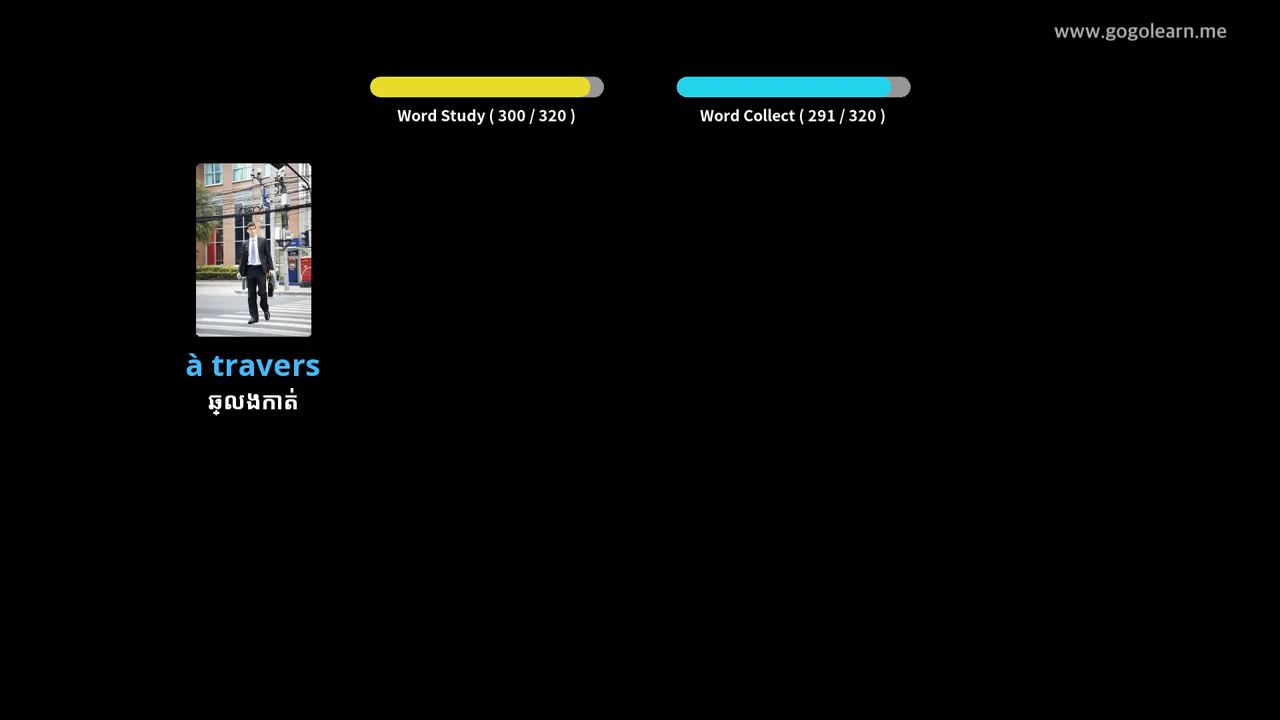 www.gogolearn.me
Word Study ( 300 / 320 )
Word Collect ( 291 / 320 )
à travers
ឆ្លងកាត់